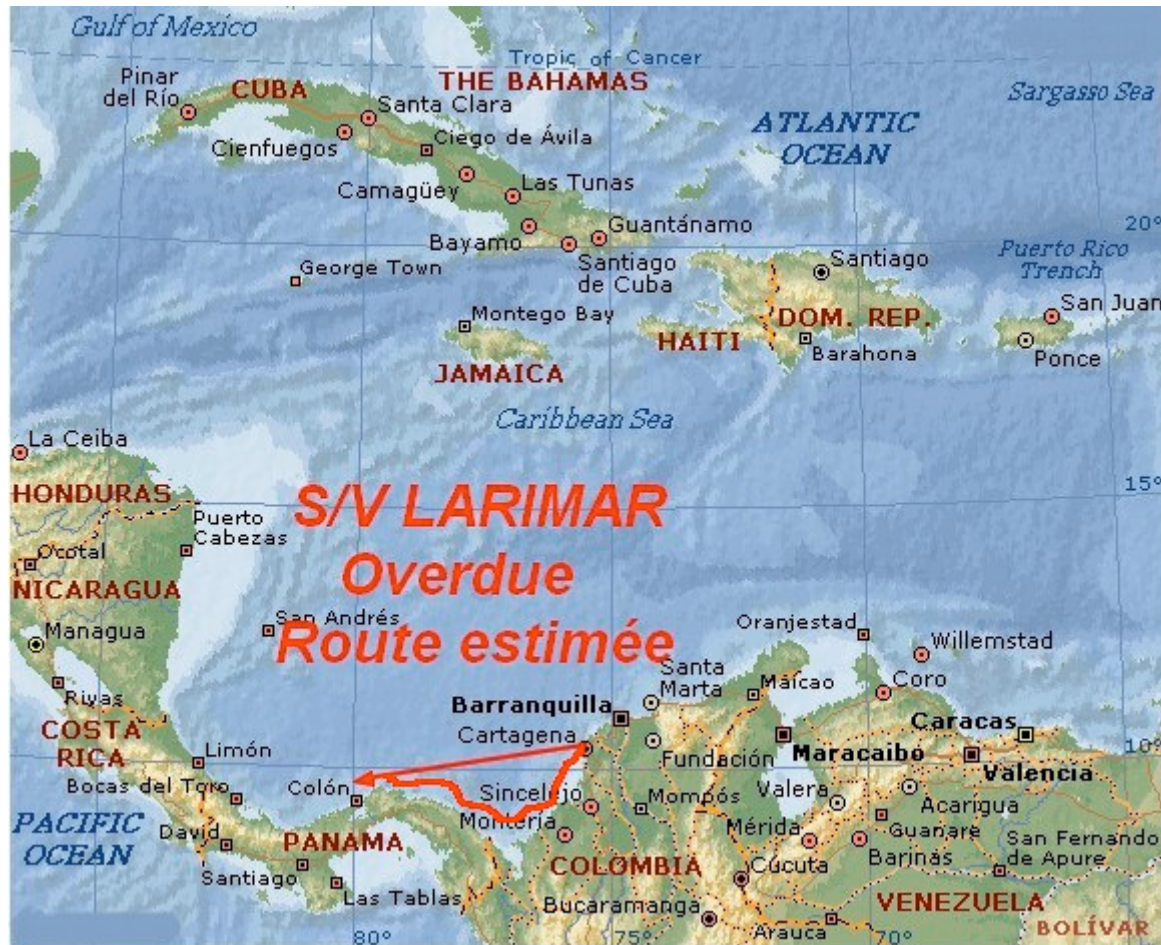 Gulf of Mexico
Tropic of Cancer
Pinar
del Río
CUBA
THE BAHAMAS
Santa Clara
Sargasso Sea
Cienfuegos
Ciego de Ávila
ATLANTIC
OCEAN
Camagüey
Las Tunas
Bayamo
Guantánamo
20°
Santiago
de Cuba
George Town
Santiago
Puerto Rico
Trench
San Juan
Montego Bay
HAITI
DOM. REP.
Barahona
Ponce
JAMAICA
Caribbean Sea
La Ceiba
HONDURAS
15°
S/V LARIMAR
Overdue
Route estimée
Puerto
Cabezas
Ocotal
NICARAGUA
Managua
San Andrés
Oranjestad
Willemstad
Rivas
Santa
Marta
Maicao
Coro
COSTA
RICA
Barranquilla
Cartagena
Caracas
Limón
Fundación
Maracaibo
Valencia
10°
Bocas del Toro
Colón
Sincelejo
Mompós
Valera
Acarigua
PACIFIC
OCEAN
David
PANAMA
Montería
Mérida
Guanare
San Fernando
de Apure
Santiago
Las Tablas
COLOMBIA
Cúcuta
Barinas
Bucaramanga
VENEZUELA
Arauca
BOLÍVAR
80°
75°
70°